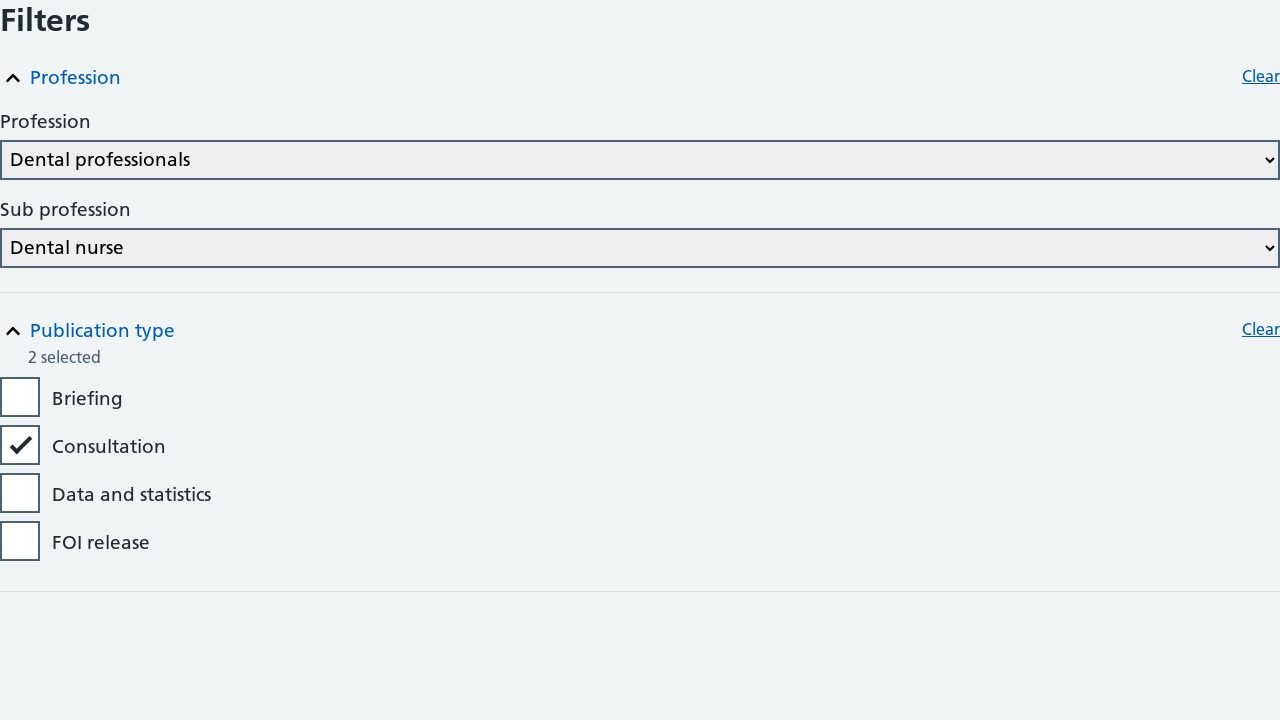 Filters
Profession
Clear
Profession
Dental professionals
Sub profession
Dental nurse
Publication type
Clear
2 selected
Briefing
Consultation
Data and statistics
FOI release